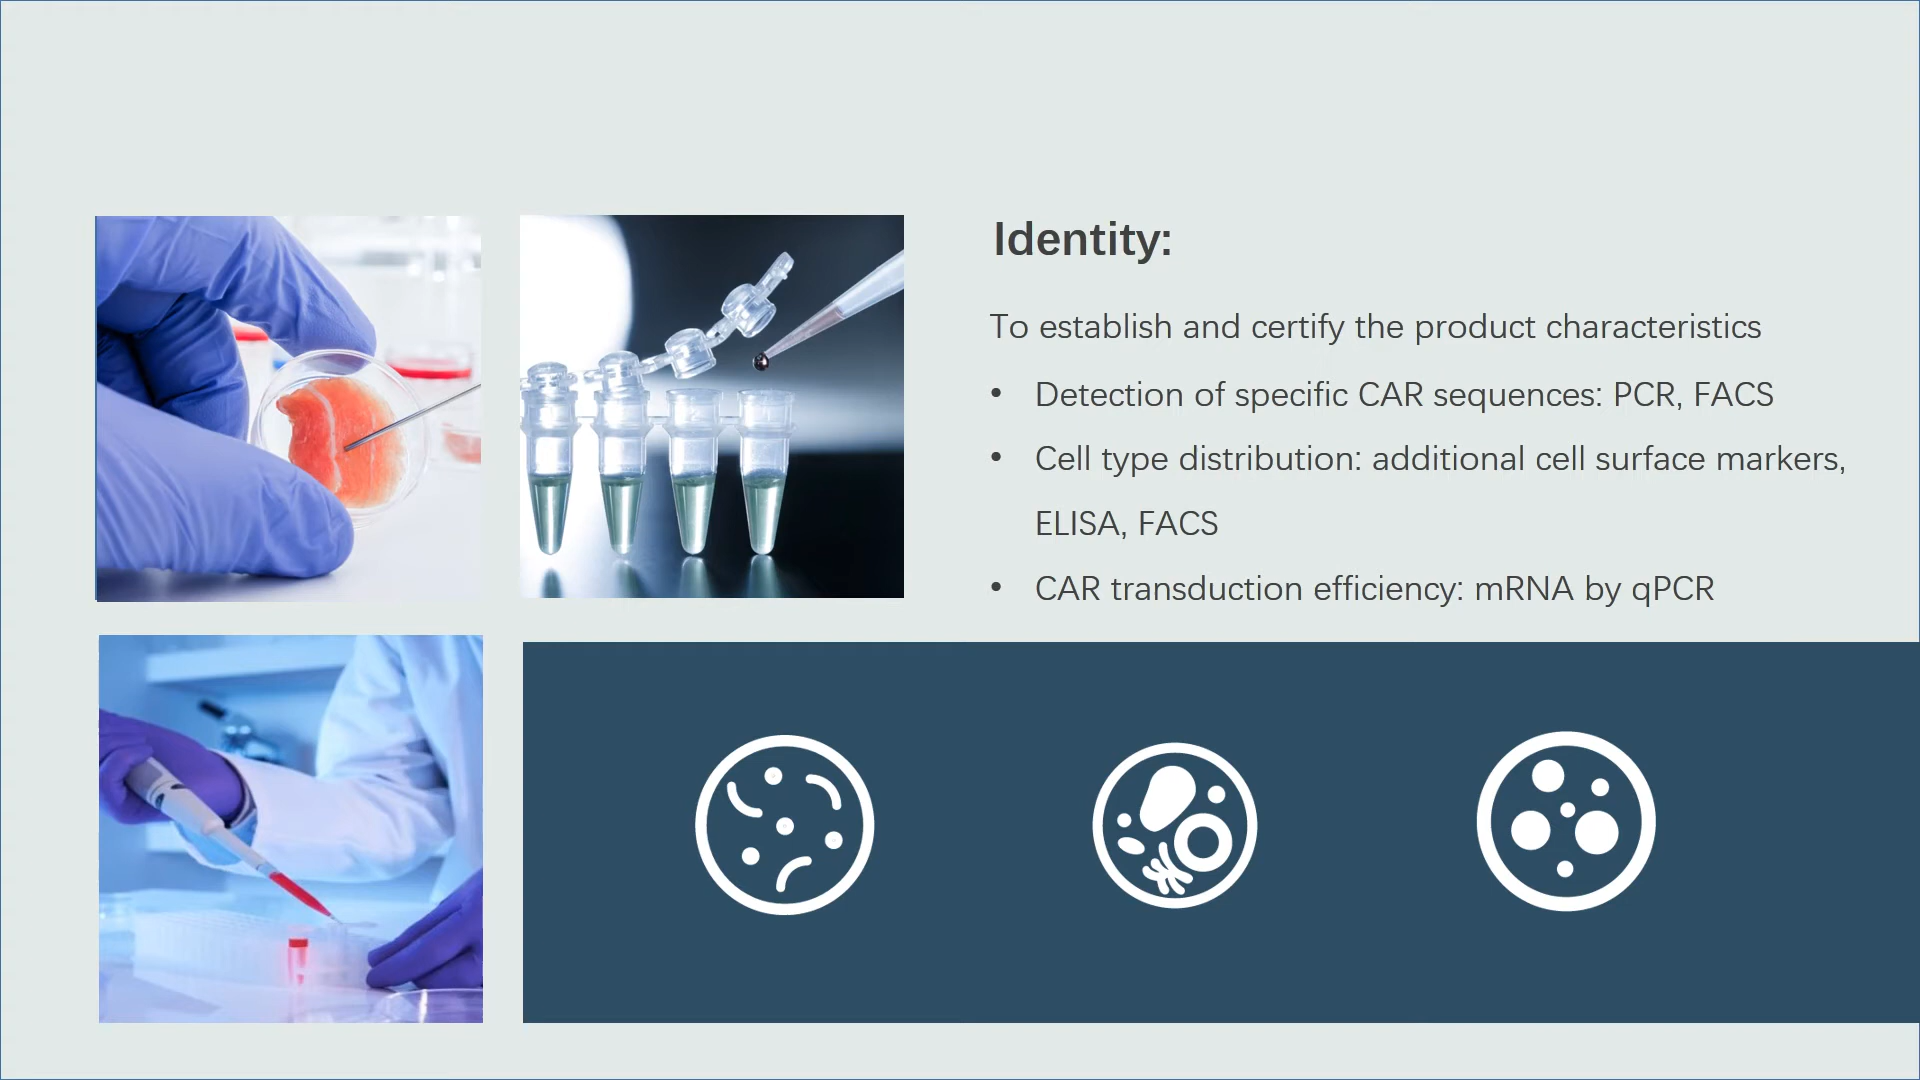 Identity:
To establish and certify the product characteristics
• Detection of specific CAR sequences: PCR, FACS
• Cell type distribution: additional cell surface markers,
ELISA, FACS
• CAR transduction efficiency: mRNA by qPCR